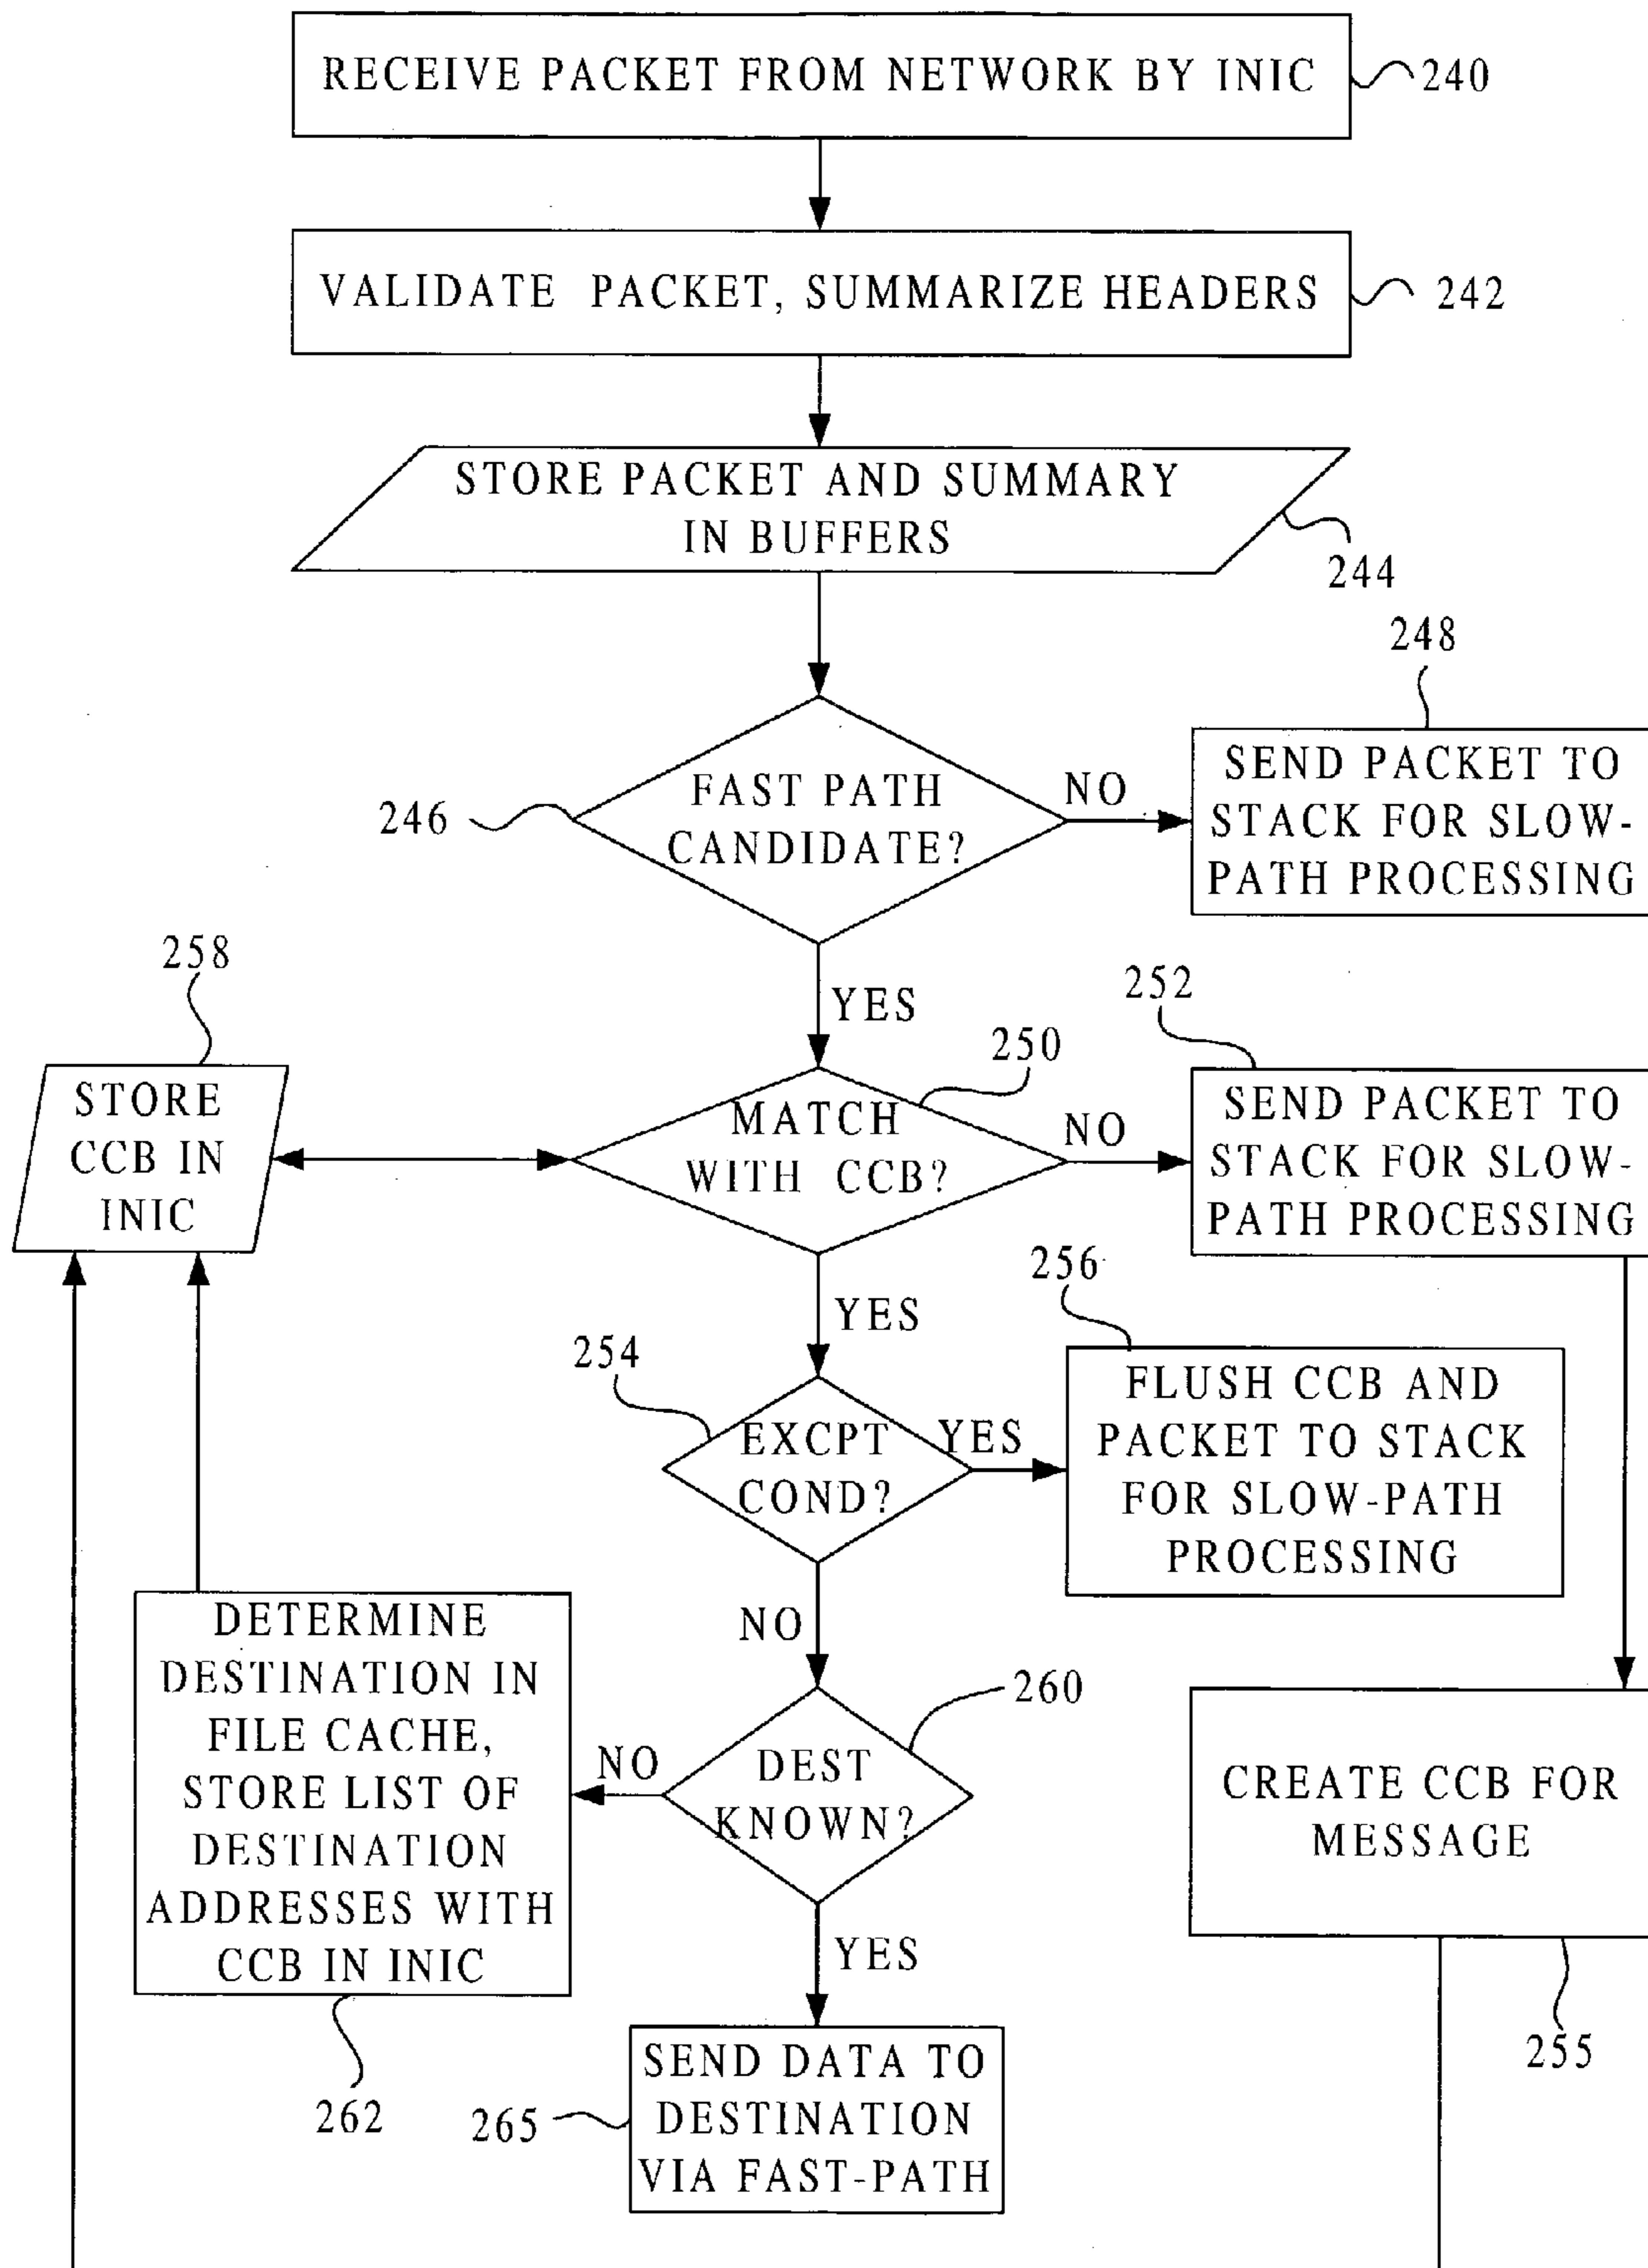 RECEIVE PACKET FROM NETWORK BY INIC
240
VALIDATE PACKET, SUMMARIZE HEADERS
242
STORE PACKET AND SUMMARY
IN BUFFERS
244
248
246
FAST PATH
CANDIDATE?
NO
SEND PACKET TO
STACK FOR SLOW-
PATH PROCESSING
YES
258
250
252
STORE
CCB IN
INIC
MATCH
WITH CCB?
NO
SEND PACKET TO
STACK FOR SLOW-
PATH PROCESSING
YES
254
256
EXCPT
COND?
YES
FLUSH CCB AND
PACKET TO STACK
FOR SLOW-PATH
PROCESSING
NO
DETERMINE
DESTINATION IN
FILE CACHE,
STORE LIST OF
DESTINATION
ADDRESSES WITH
CCB IN INIC
262
NO
DEST
KNOWN?
260
CREATE CCB FOR
MESSAGE
255
YES
265
SEND DATA TO
DESTINATION
VIA FAST-PATH